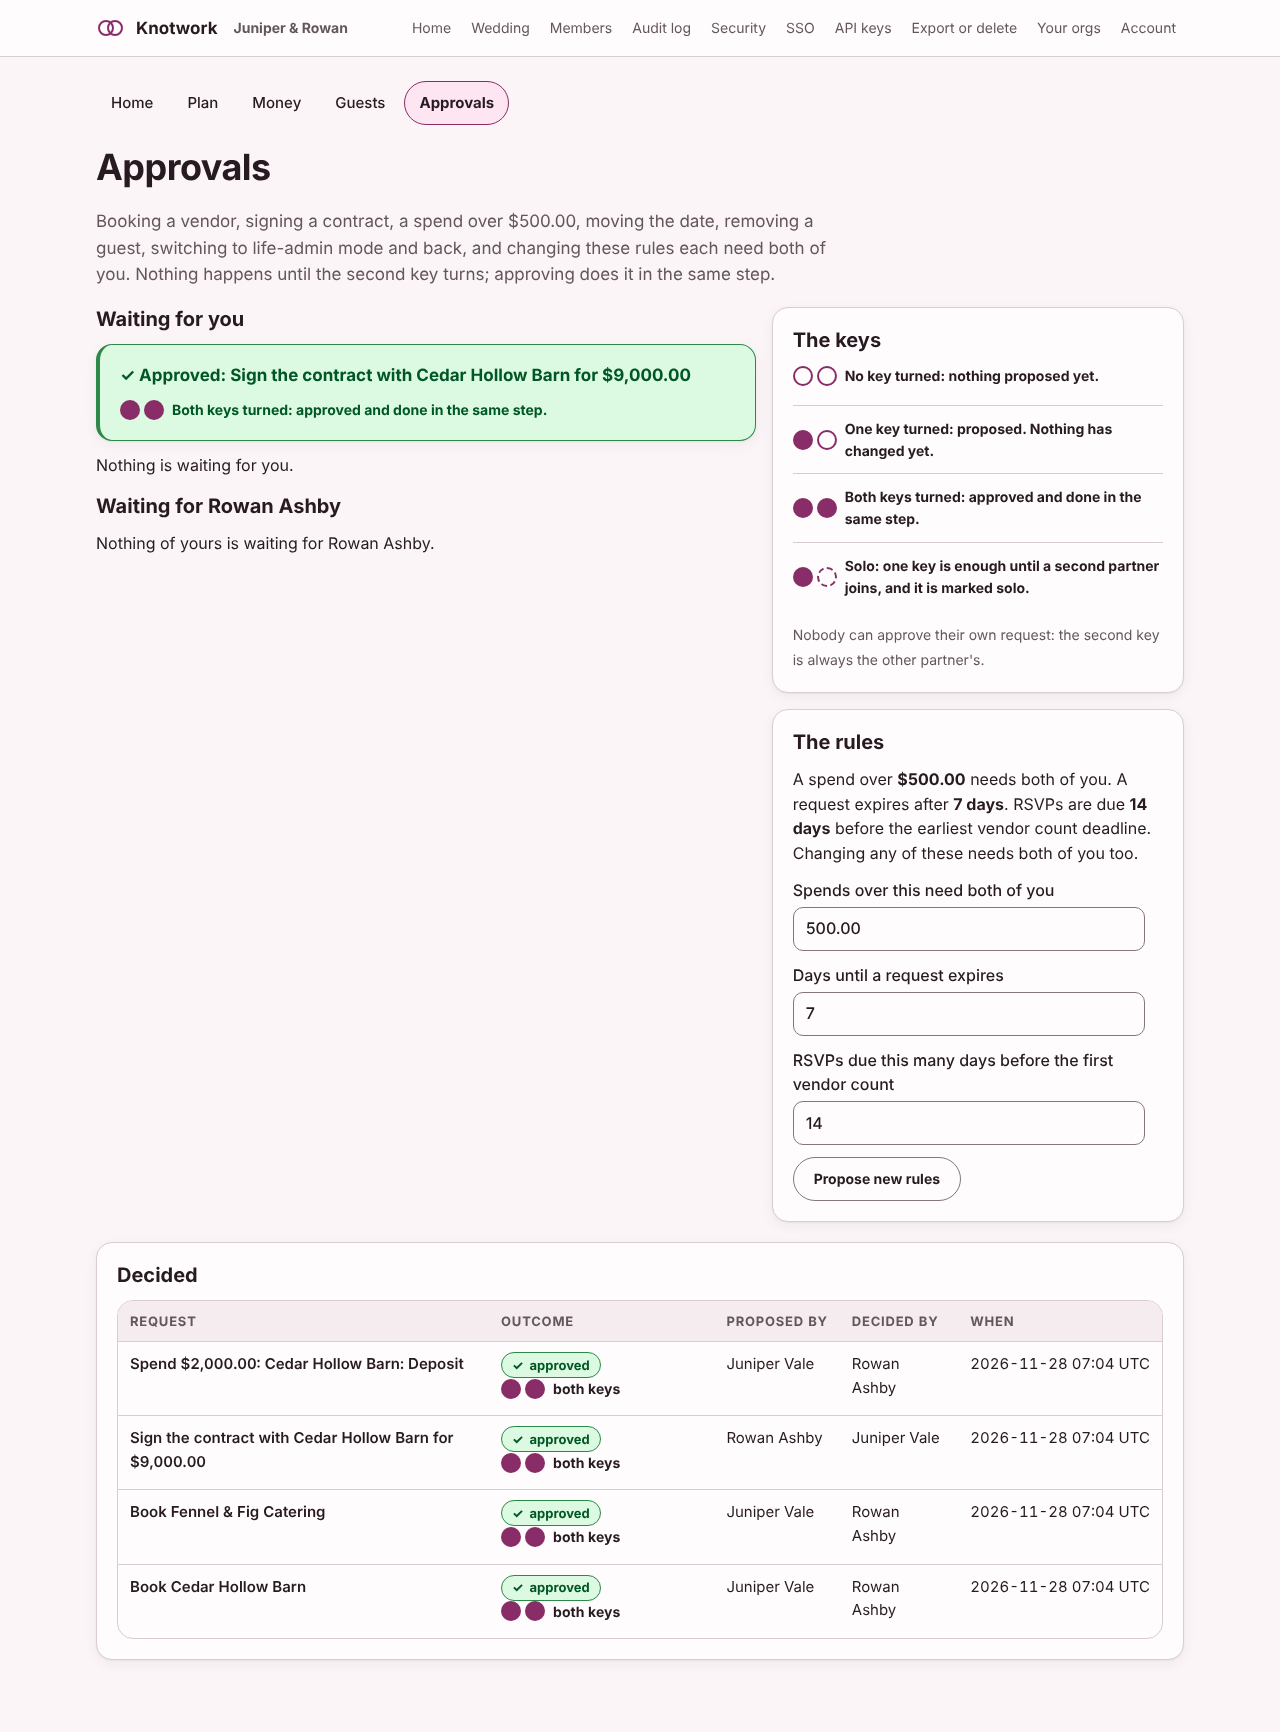 Knotwork Juniper & Rowan Home Wedding Members Audit log Security SSO API keys Export or delete Your orgs Account
Home Plan Money Guests Approvals
Approvals
Booking a vendor, signing a contract, a spend over $500.00, moving the date, removing a
guest, switching to life-admin mode and back, and changing these rules each need both of
you. Nothing happens until the second key turns; approving does it in the same step.
Waiting for you
✓ Approved: Sign the contract with Cedar Hollow Barn for $9,000.00
Both keys turned: approved and done in the same step.
Nothing is waiting for you.
Waiting for Rowan Ashby
Nothing of yours is waiting for Rowan Ashby.
The keys
No key turned: nothing proposed yet.
One key turned: proposed. Nothing has
changed yet.
Both keys turned: approved and done in the
same step.
Solo: one key is enough until a second partner
joins, and it is marked solo.
Nobody can approve their own request: the second key
is always the other partner's.
The rules
A spend over $500.00 needs both of you. A
request expires after 7 days. RSVPs are due 14
days before the earliest vendor count deadline.
Changing any of these needs both of you too.
Spends over this need both of you
500.00
Days until a request expires
7
RSVPs due this many days before the first
vendor count
14
Propose new rules
Decided
REQUEST OUTCOME PROPOSED BY DECIDED BY WHEN
Spend $2,000.00: Cedar Hollow Barn: Deposit ✓ approved Juniper Vale Rowan 2026-11-28 07:04 UTC
both keys Ashby
Sign the contract with Cedar Hollow Barn for ✓ approved Rowan Ashby Juniper Vale 2026-11-28 07:04 UTC
$9,000.00 both keys
Book Fennel & Fig Catering ✓ approved Juniper Vale Rowan 2026-11-28 07:04 UTC
both keys Ashby
Book Cedar Hollow Barn ✓ approved Juniper Vale Rowan 2026-11-28 07:04 UTC
both keys Ashby